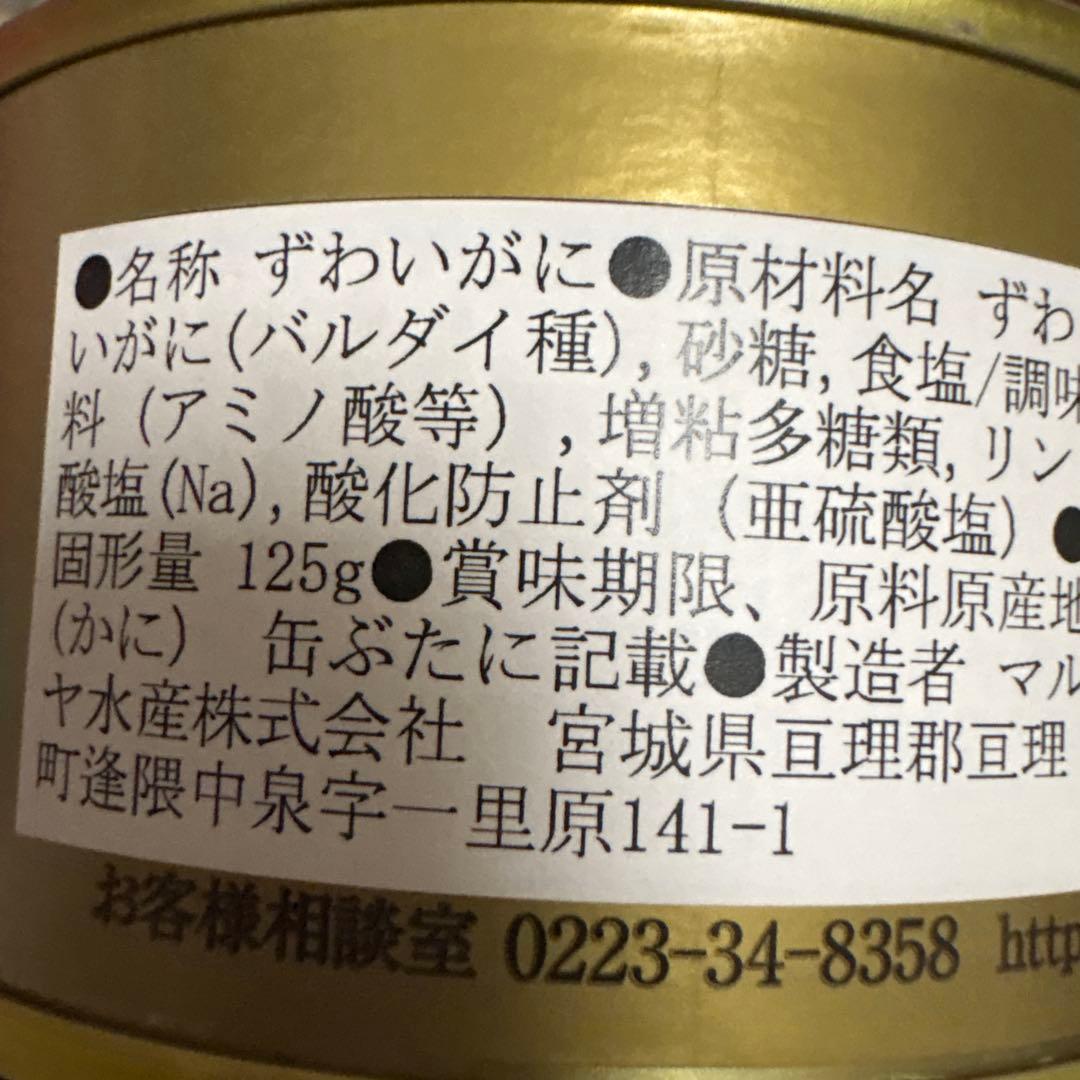 ●名称 ずわいがに●原材料名 ずわ
いがに(バルダイ種),砂糖,食塩/調味
料(アミノ酸等),増粘多糖類,リン
酸塩(Na),酸化防止剤(亜硫酸塩)●
固形量 125g●賞味期限、原料原産地
(かに) 缶ぶたに記載●製造者 マル
ヤ水産株式会社 宮城県亘理郡亘理
町逢隈中泉字一里原141-1
お客様相談室 0223-34-8358 http